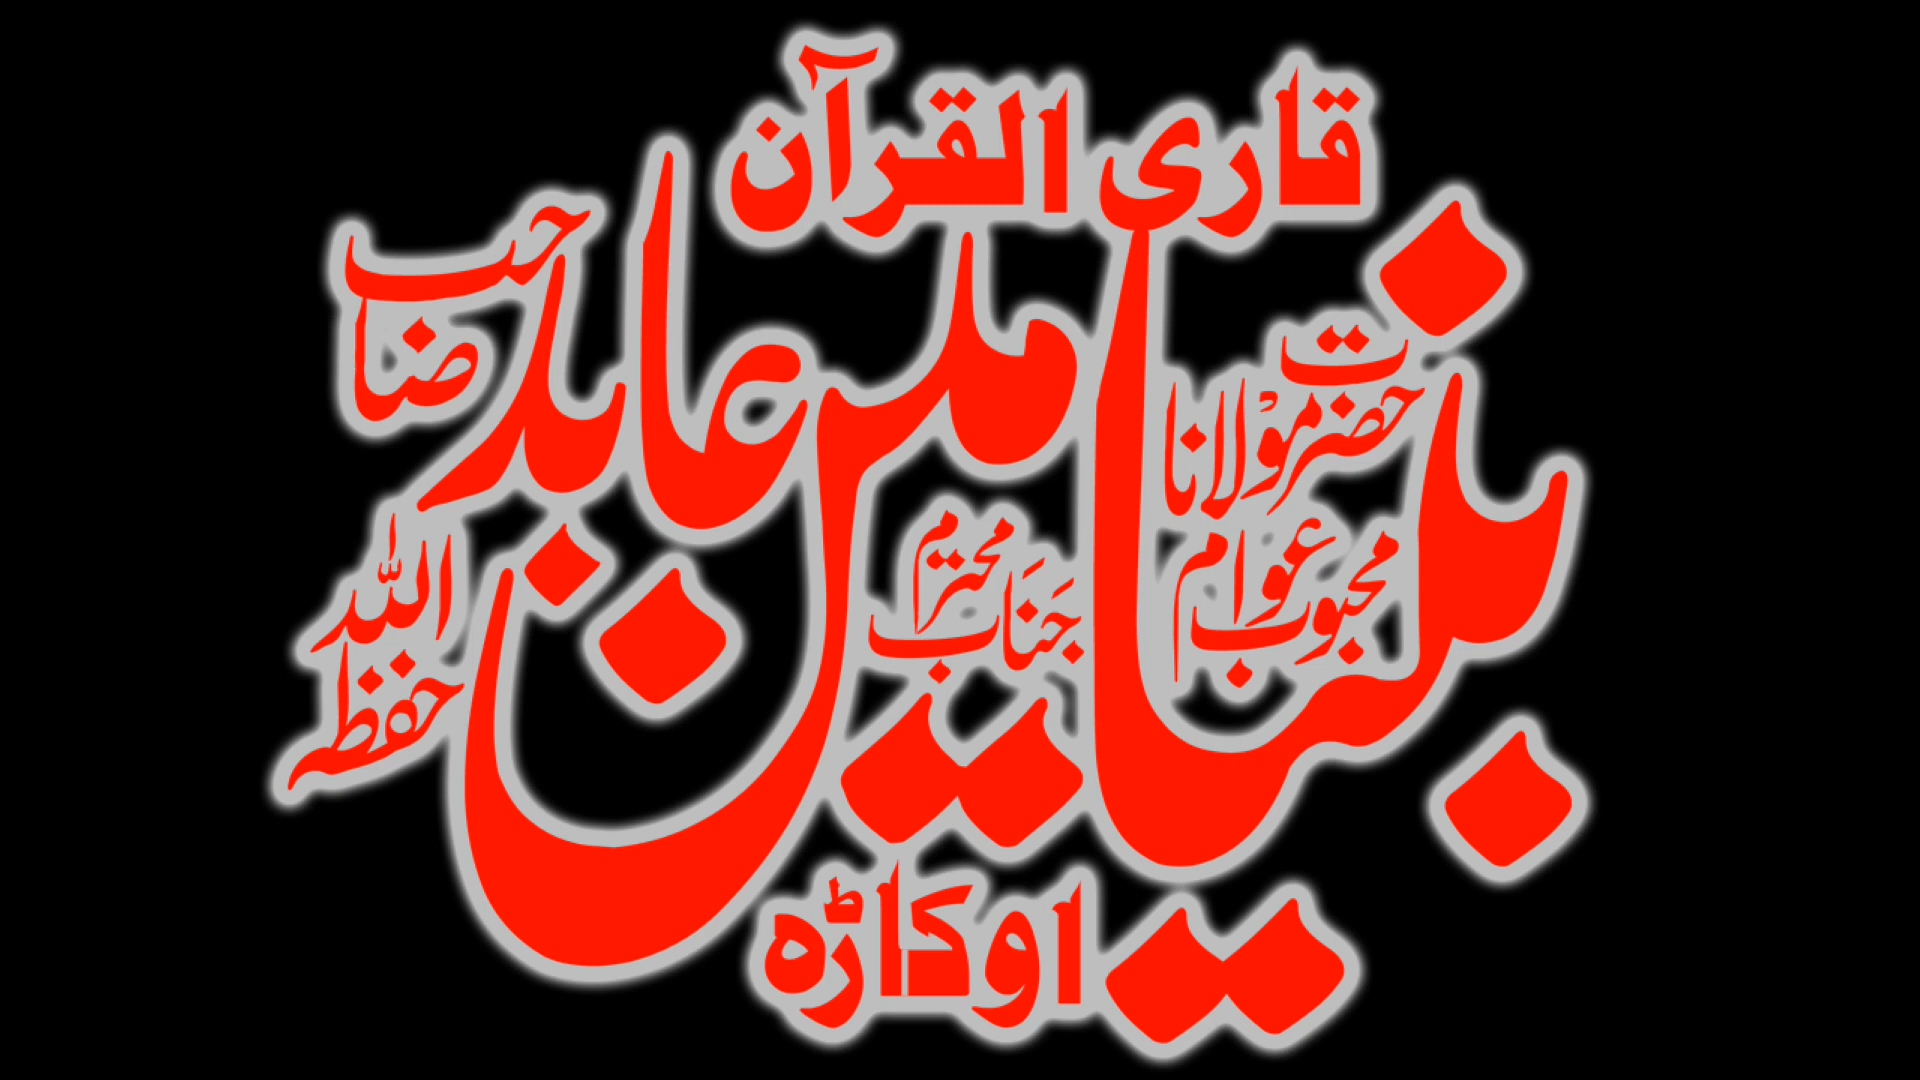 قاری القرآن
حضرت مولانا
محبوب عوام
جناب محترم
بنیامین عابد صاحب
حفظہ اللہ
اوکاڑہ